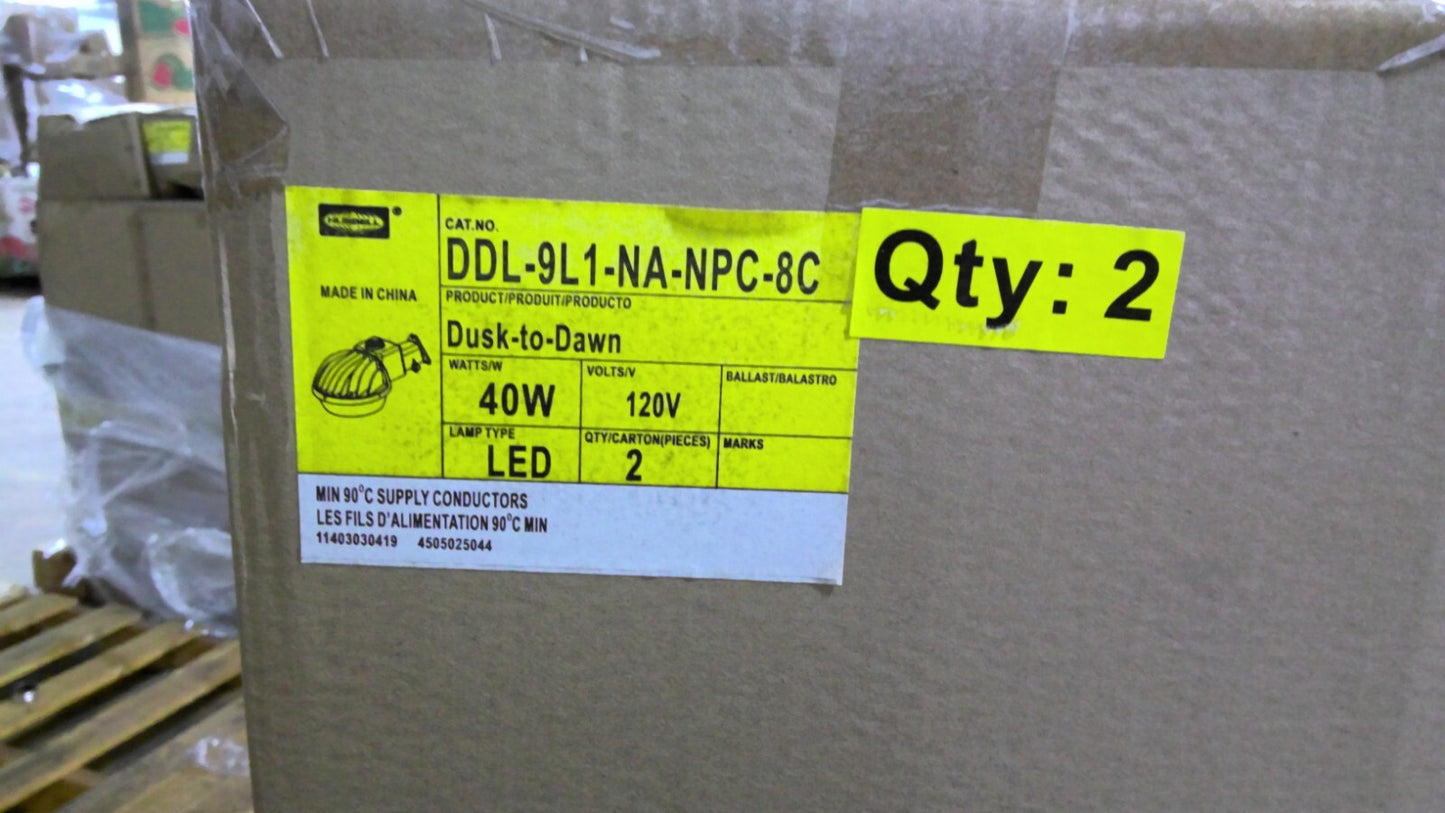 HUBBELL
®
MADE IN CHINA
CAT.NO.
DDL-9L1-NA-NPC-8C
PRODUCT/PRODUIT/PRODUCTO
Dusk-to-Dawn
WATTS/W
40W
VOLTS/V
120V
BALLAST/BALASTRO
LAMP TYPE
LED
QTY/CARTON(PIECES)
2
MARKS
MIN 90°C SUPPLY CONDUCTORS
LES FILS D'ALIMENTATION 90°C MIN
11403030419 4505025044
Qty: 2